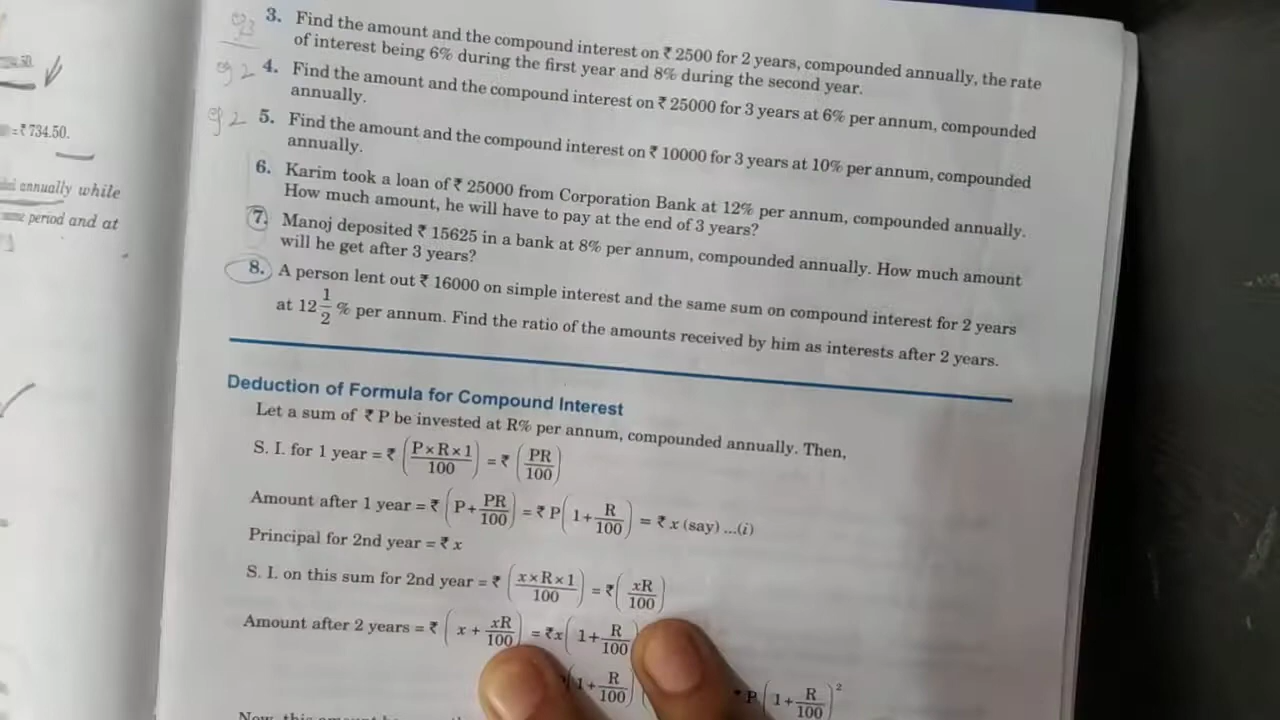 = ₹ 734.50.
annually while
period and at
3. Find the amount and the compound interest on ₹ 2500 for 2 years, compounded annually, the rate
of interest being 6% during the first year and 8% during the second year.
4. Find the amount and the compound interest on ₹ 25000 for 3 years at 6% per annum, compounded
annually.
5. Find the amount and the compound interest on ₹ 10000 for 3 years at 10% per annum, compounded
annually.
6. Karim took a loan of ₹ 25000 from Corporation Bank at 12% per annum, compounded annually.
How much amount, he will have to pay at the end of 3 years?
7. Manoj deposited ₹ 15625 in a bank at 8% per annum, compounded annually. How much amount
will he get after 3 years?
8. A person lent out ₹ 16000 on simple interest and the same sum on compound interest for 2 years
at 12 1/2 % per annum. Find the ratio of the amounts received by him as interests after 2 years.
Deduction of Formula for Compound Interest
Let a sum of ₹ P be invested at R% per annum, compounded annually. Then,
S. I. for 1 year = ₹ (P×R×1/100) = ₹ (PR/100)
Amount after 1 year = ₹ (P+PR/100) = ₹ P(1+R/100) = ₹ x (say) ...(i)
Principal for 2nd year = ₹ x
S. I. on this sum for 2nd year = ₹ (x×R×1/100) = ₹(xR/100)
Amount after 2 years = ₹ (x + xR/100) = ₹x(1+R/100
1+R/100) P(1+R/100)²